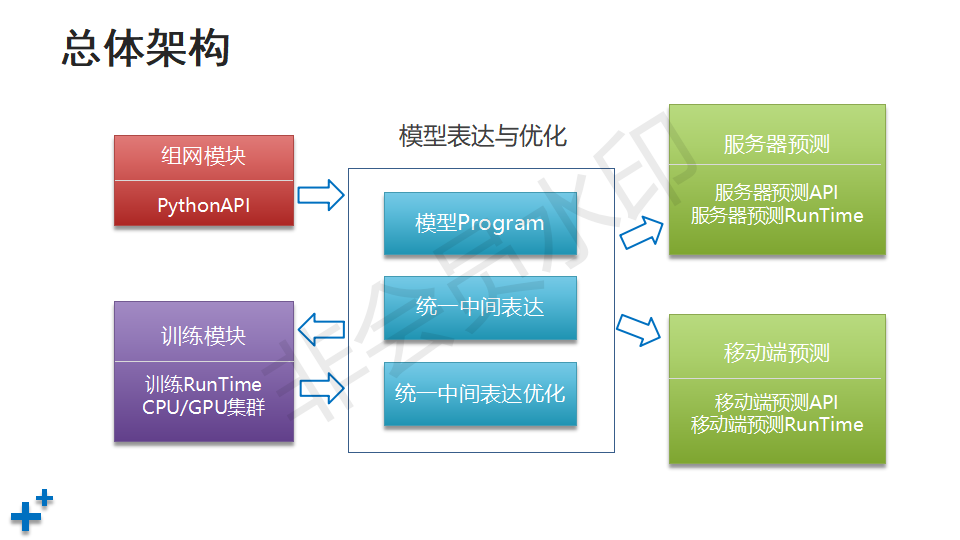 总体架构
组网模块
PythonAPI
训练模块
训练RunTime
CPU/GPU集群
模型表达与优化
模型Program
统一中间表达
统一中间表达优化
服务器预测
服务器预测API
服务器预测RunTime
移动端预测
移动端预测API
移动端预测RunTime
非会员水印